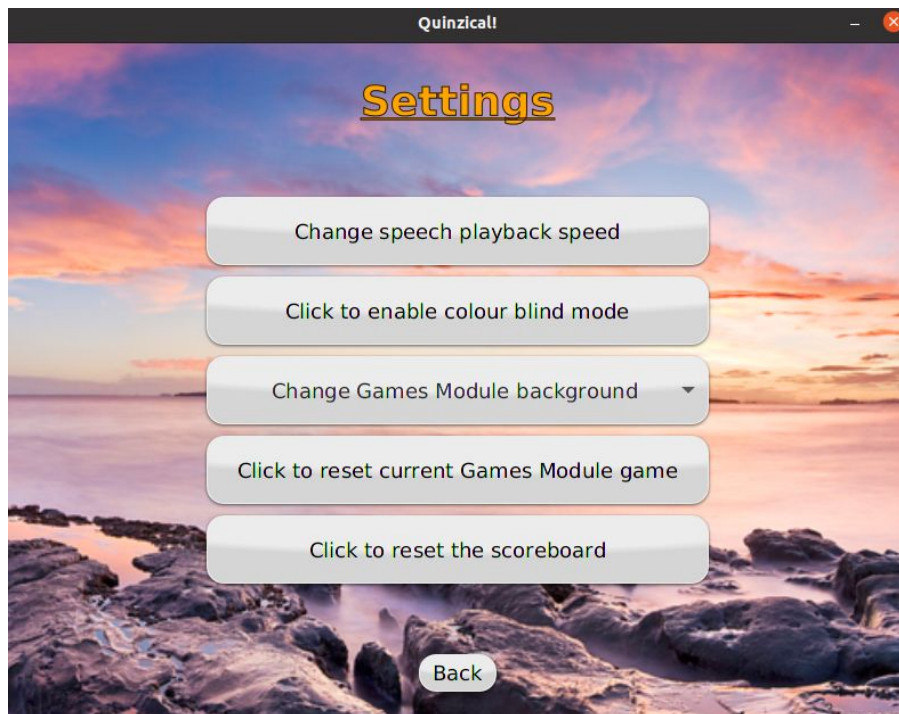 Quinzical!
Settings
Change speech playback speed
Click to enable colour blind mode
Change Games Module background
Click to reset current Games Module game
Click to reset the scoreboard
Back